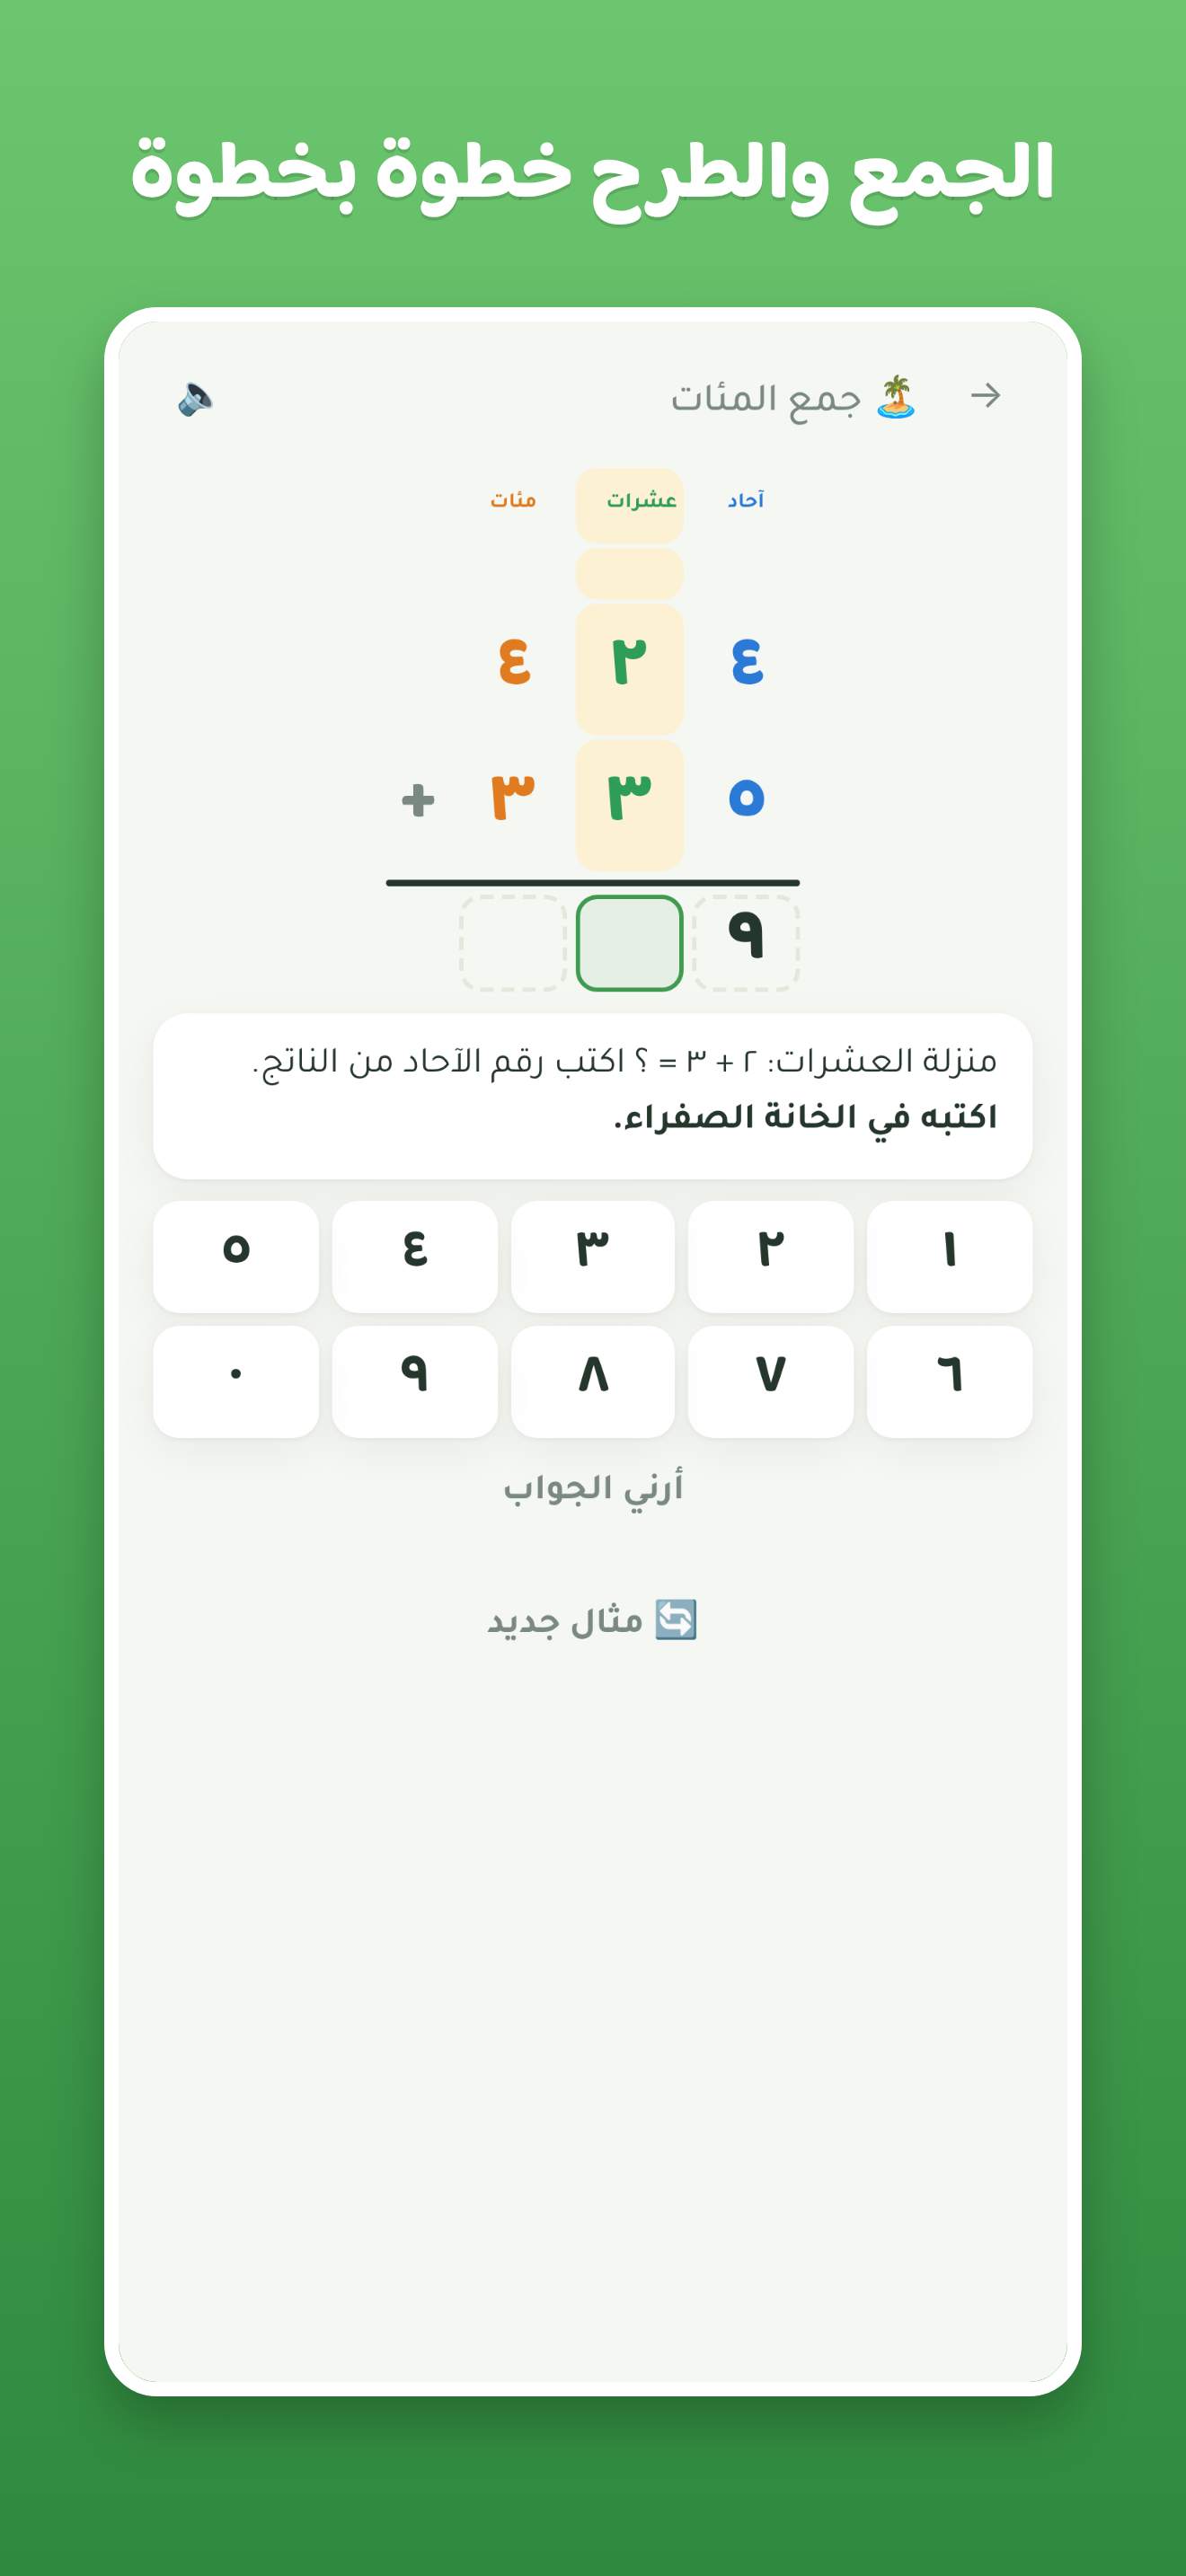 الجمع والطرح خطوة بخطوة
→ 🏝️ جمع المئات 🔈
آحاد عشرات مئات
٤ ٢ ٤
٥ ٣ ٣ +
٩
منزلة العشرات: ٢ + ٣ = ؟ اكتب رقم الآحاد من الناتج.
اكتبه في الخانة الصفراء.
١ ٢ ٣ ٤ ٥
٦ ٧ ٨ ٩ ٠
أرني الجواب
🔄 مثال جديد